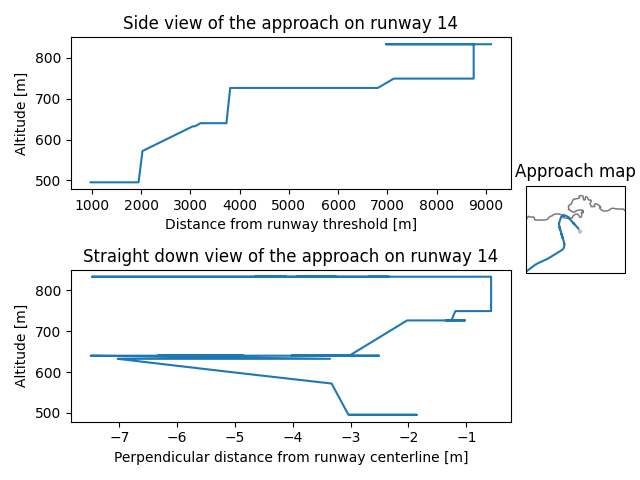 Side view of the approach on runway 14
800
700
600
500
Altitude [m]
1000 2000 3000 4000 5000 6000 7000 8000 9000
Distance from runway threshold [m]
Approach map
Straight down view of the approach on runway 14
800
700
600
500
Altitude [m]
−7 −6 −5 −4 −3 −2 −1
Perpendicular distance from runway centerline [m]